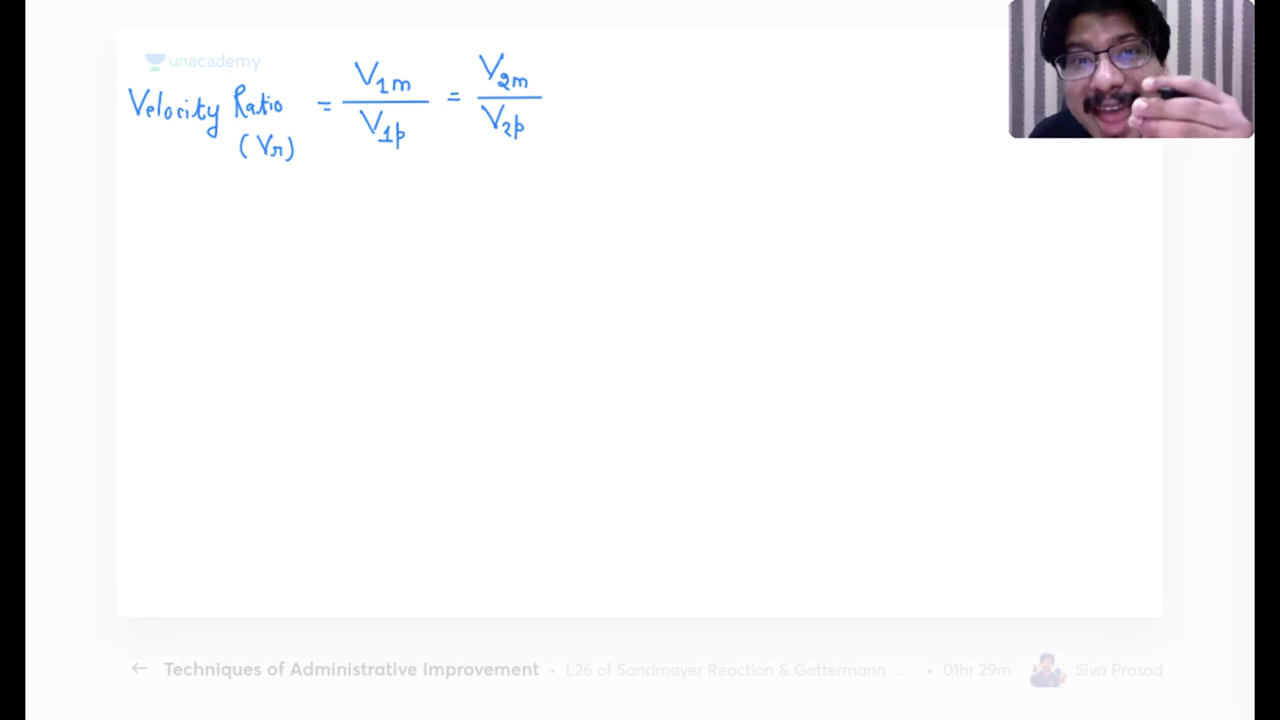 unacademy
Velocity Ratio (Vr) = V1m / V1p = V2m / V2p
← Techniques of Administrative Improvement • L26 of Sandmayer Reaction & Gattermann ... • 01hr 29m Siva Prasad